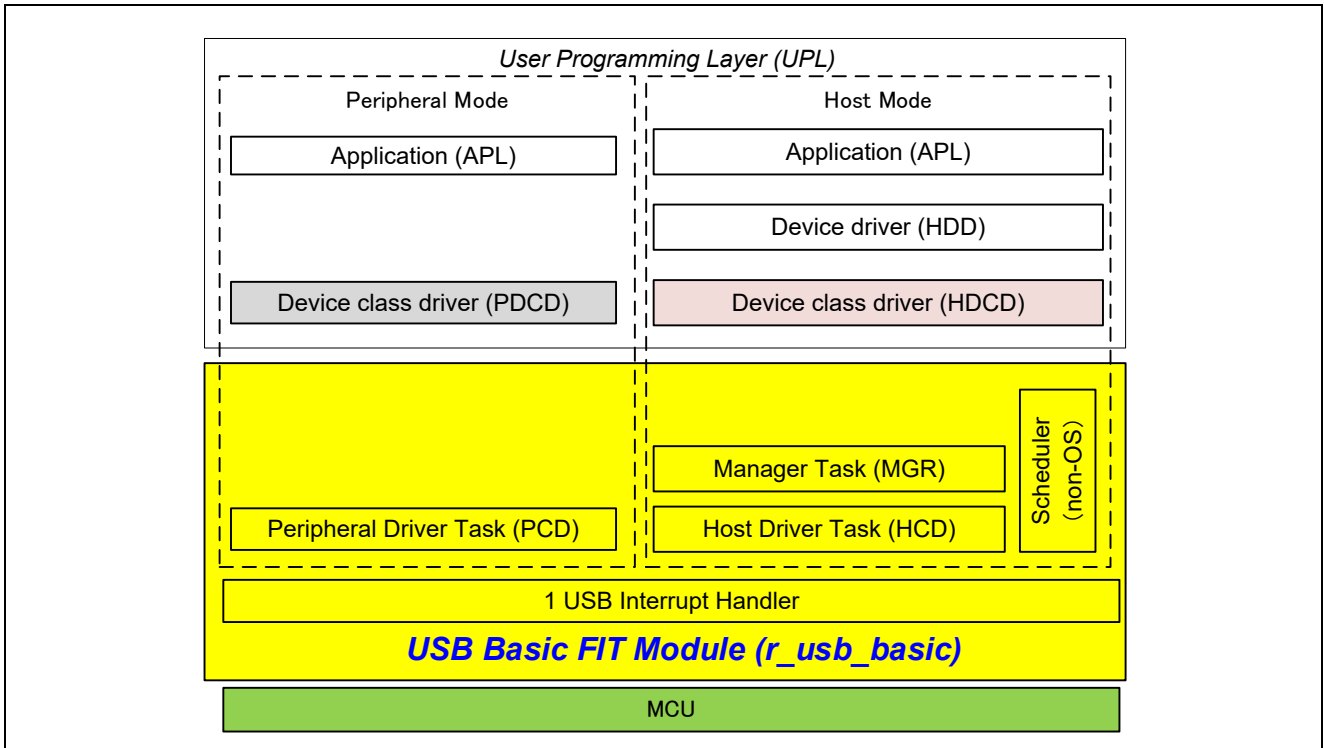 User Programming Layer (UPL)
Peripheral Mode
Host Mode
Application (APL)
Application (APL)
Device driver (HDD)
Device class driver (PDCD)
Device class driver (HDCD)
Scheduler
(non-OS)
Manager Task (MGR)
Peripheral Driver Task (PCD)
Host Driver Task (HCD)
1 USB Interrupt Handler
USB Basic FIT Module (r_usb_basic)
MCU